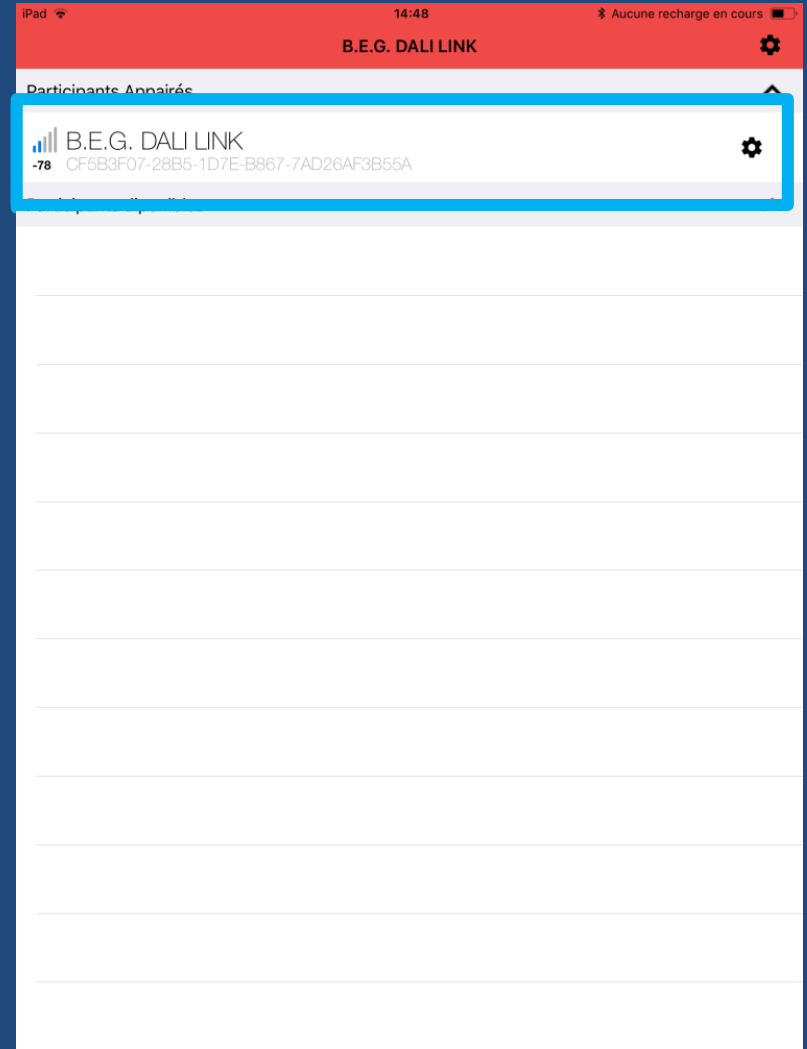 iPad 14:48 Aucune recharge en cours
B.E.G. DALI LINK
Participants Appairés
B.E.G. DALI LINK
-78 CF5B3F07-28B5-1D7E-B867-7AD26AF3B55A